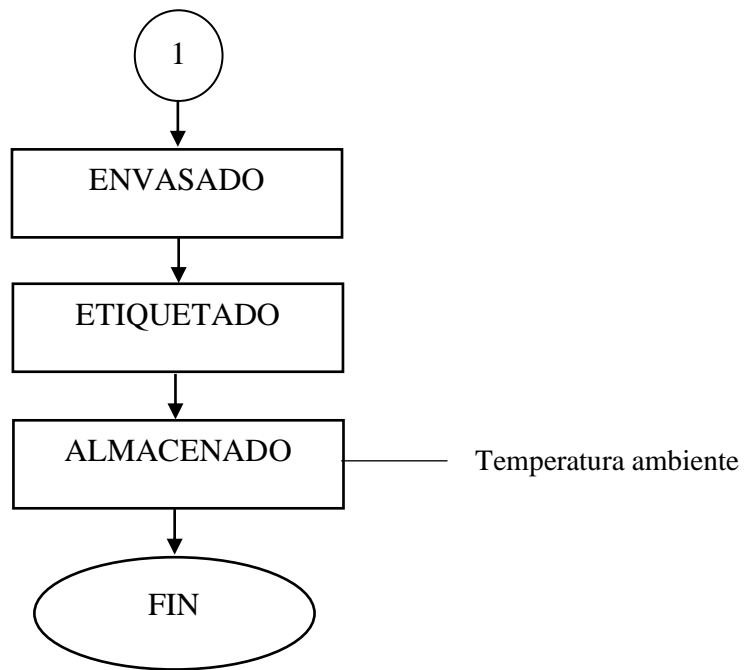 1
ENVASADO
ETIQUETADO
ALMACENADO
Temperatura ambiente
FIN